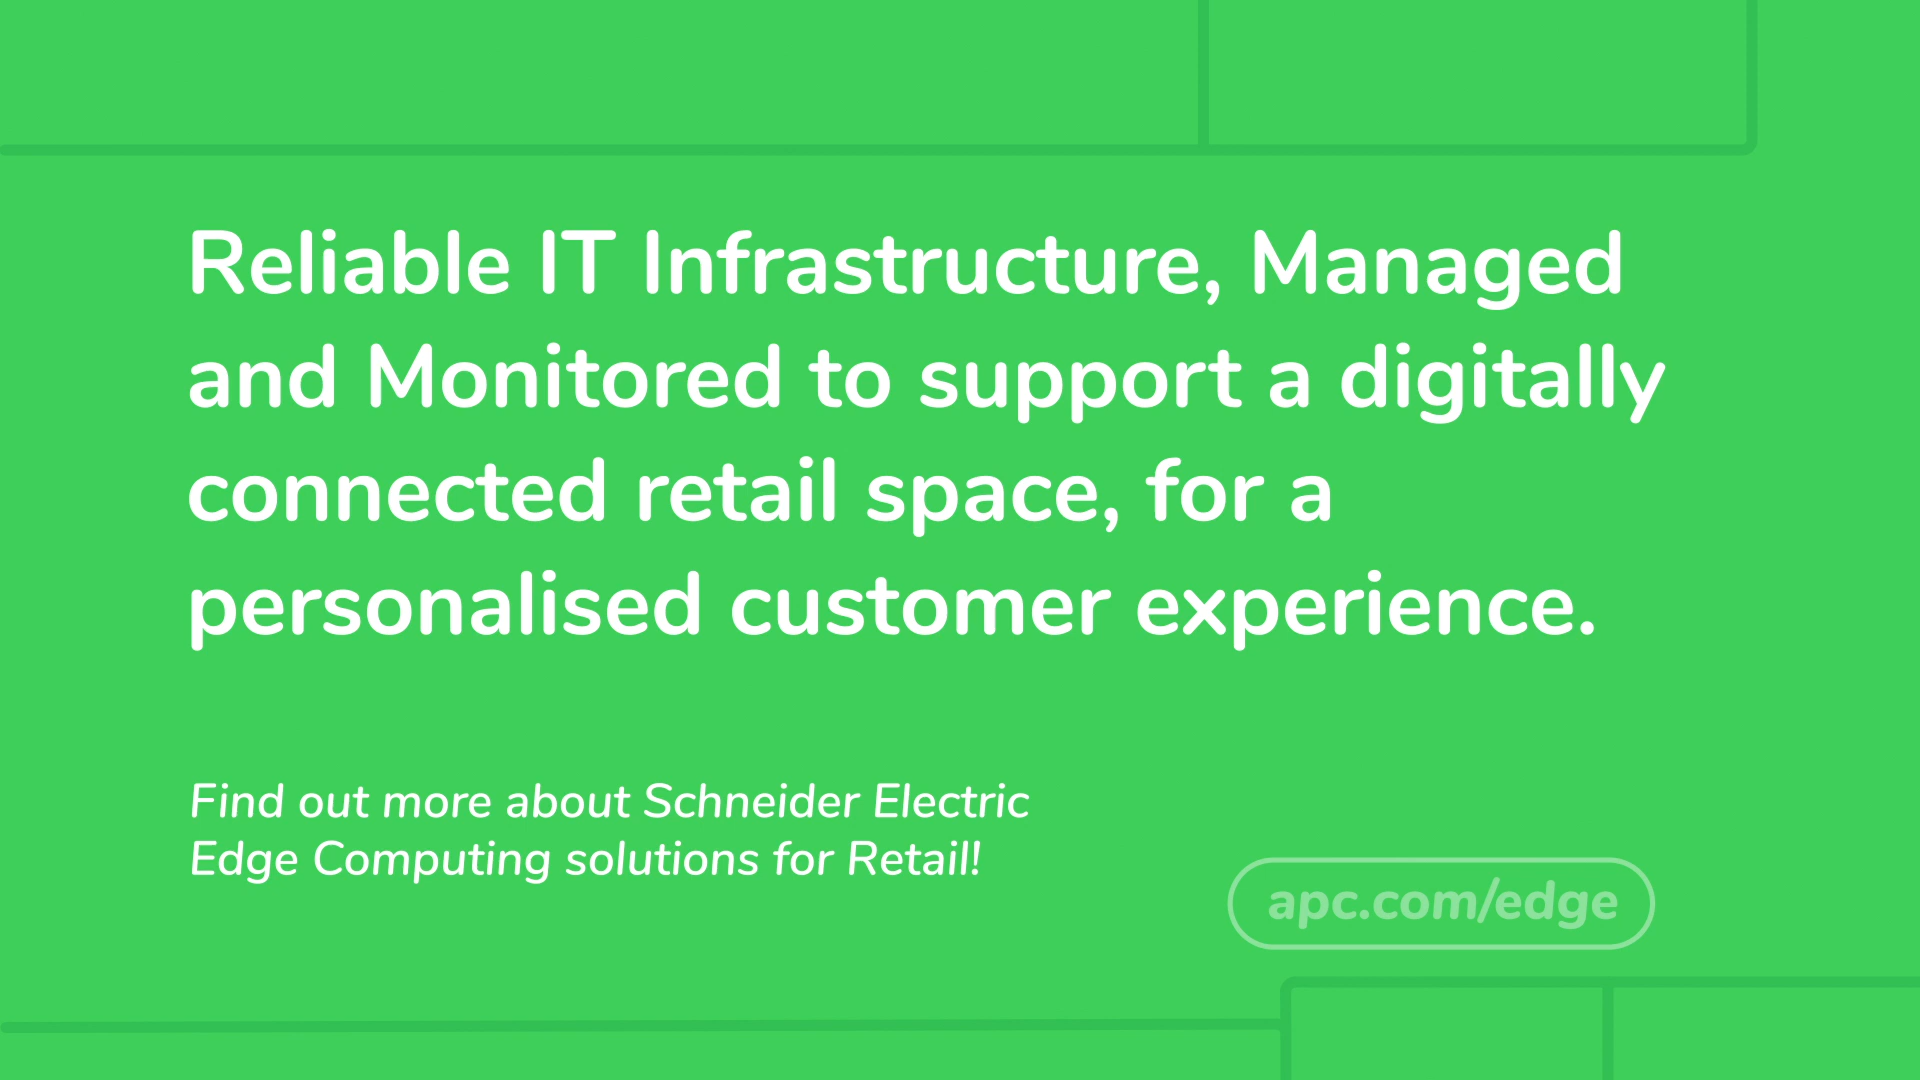 Reliable IT Infrastructure, Managed
and Monitored to support a digitally
connected retail space, for a
personalised customer experience.
Find out more about Schneider Electric
Edge Computing solutions for Retail!
apc.com/edge